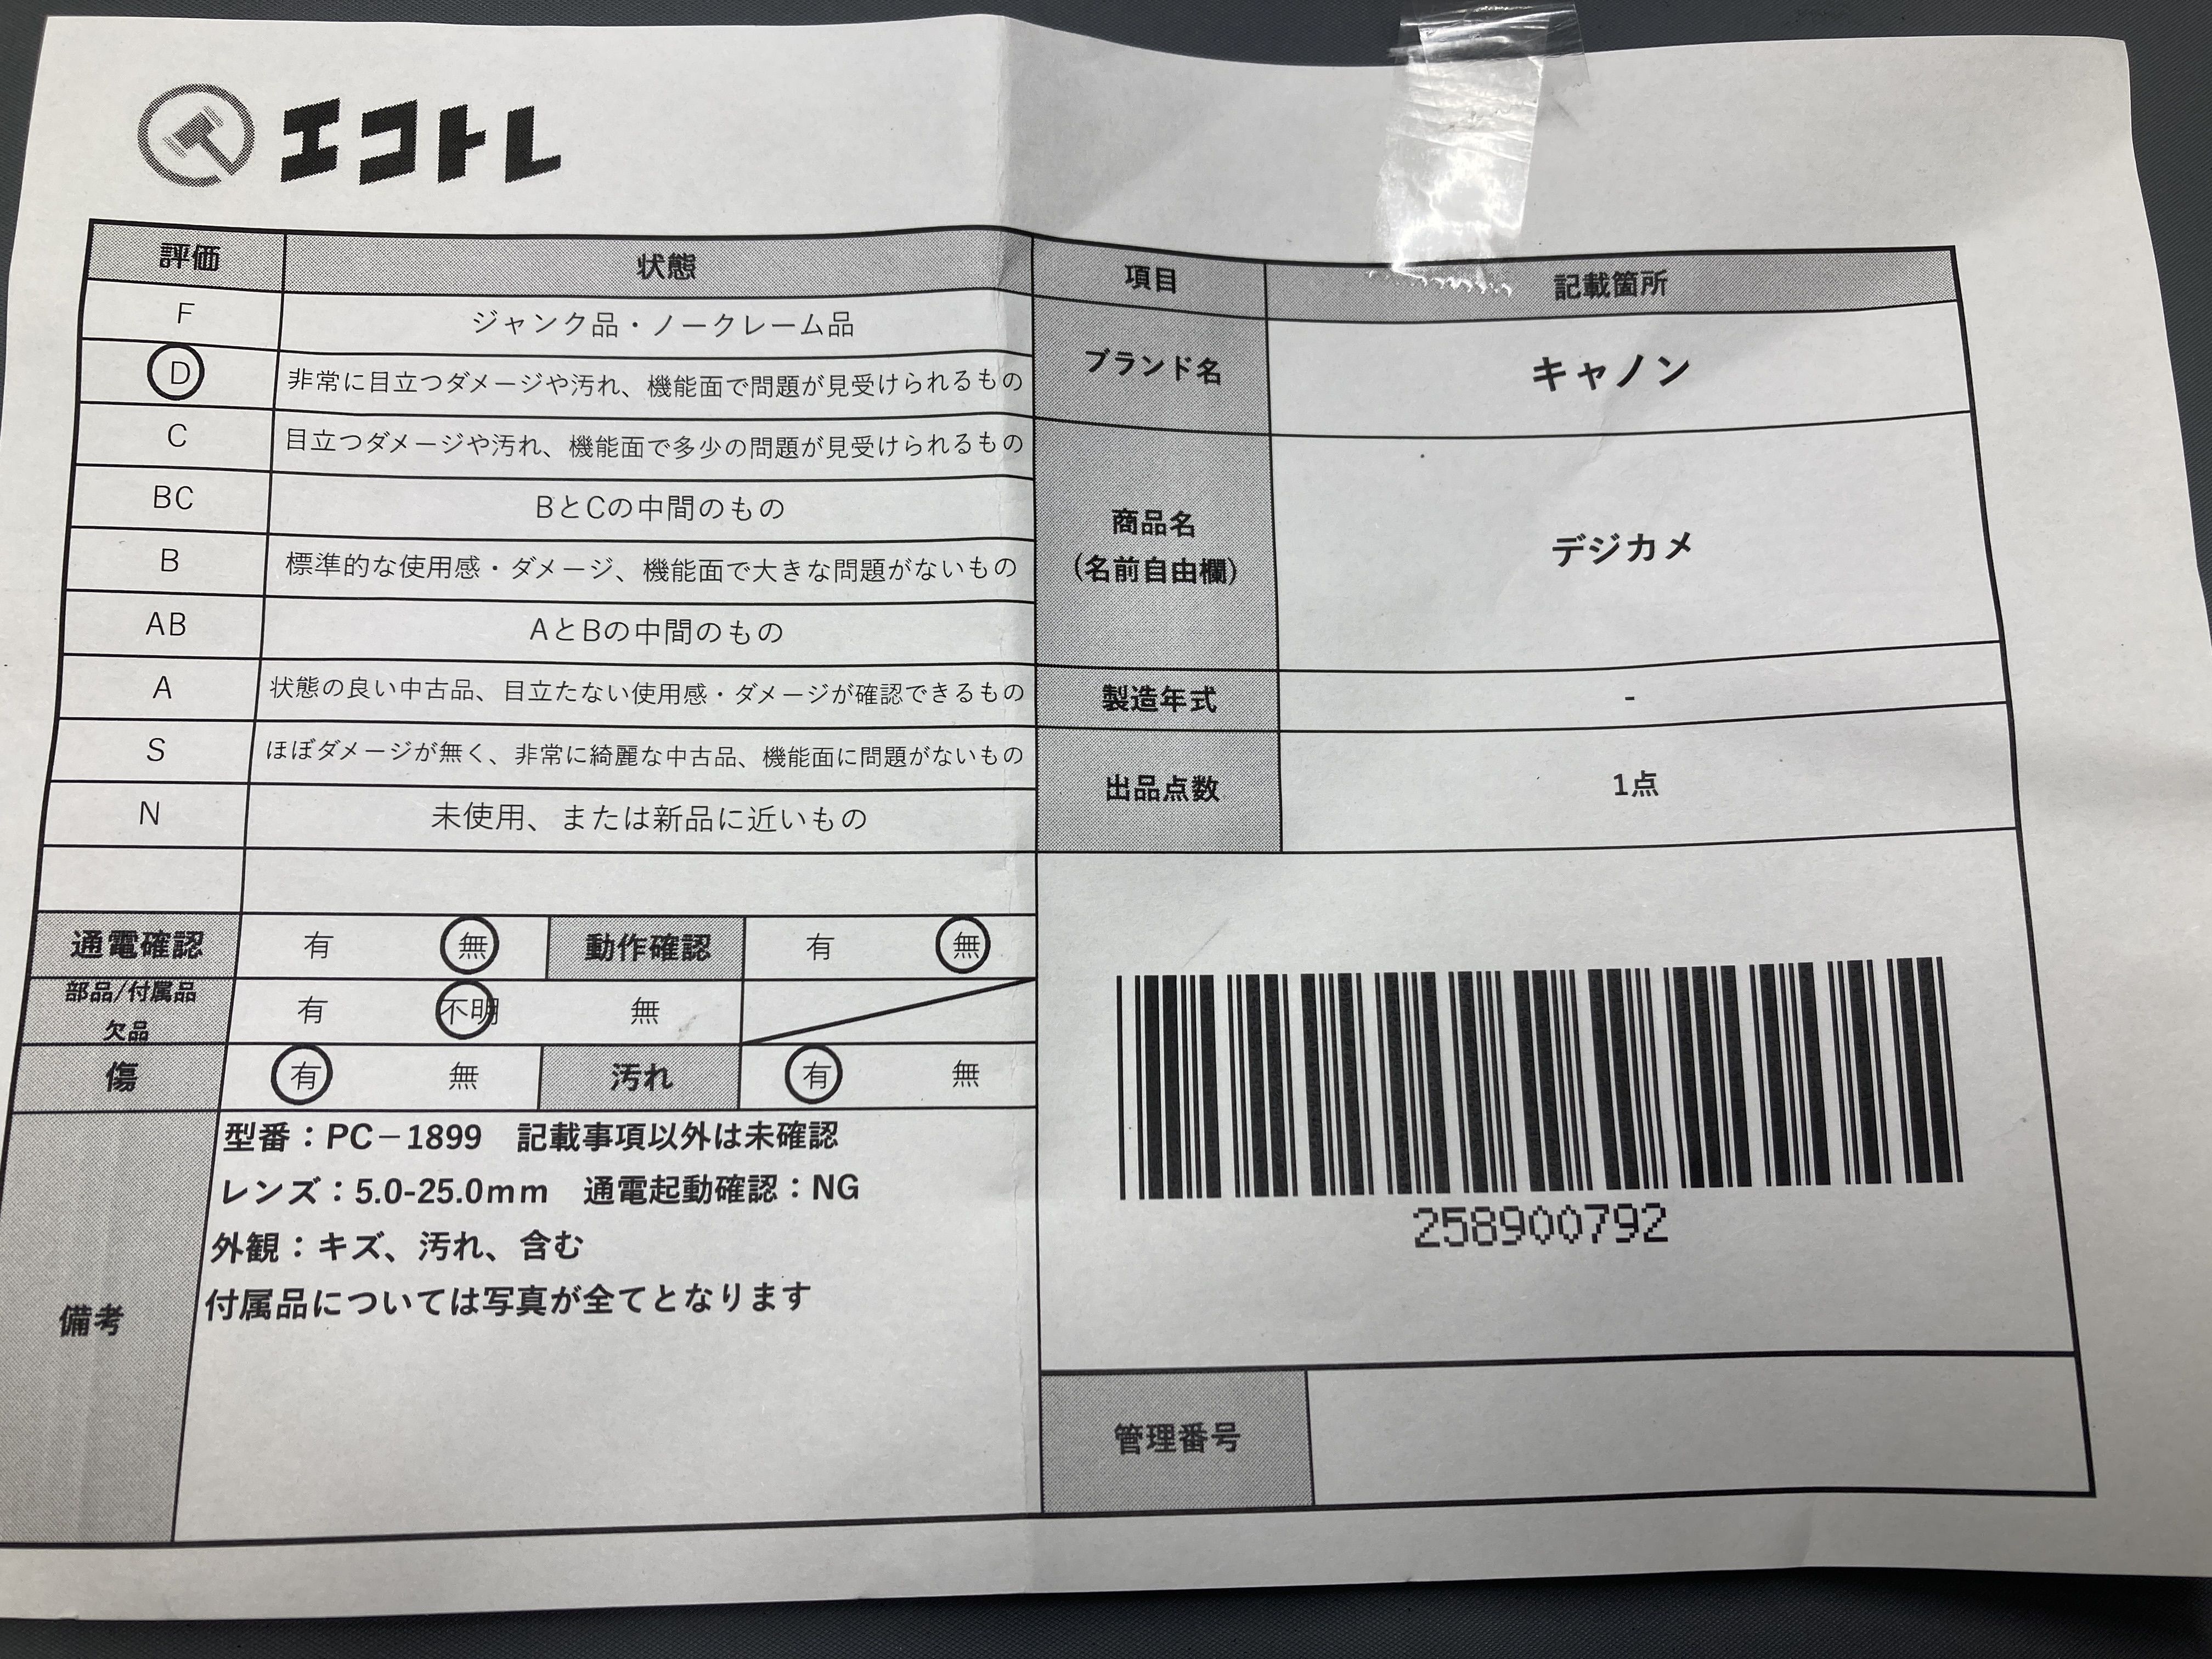 エコトレ
評価 状態
F ジャンク品・ノークレーム品
D 非常に目立つダメージや汚れ、機能面で問題が見受けられるもの
C 目立つダメージや汚れ、機能面で多少の問題が見受けられるもの
BC BとCの中間のもの
B 標準的な使用感・ダメージ、機能面で大きな問題がないもの
AB AとBの中間のもの
A 状態の良い中古品、目立たない使用感・ダメージが確認できるもの
S ほぼダメージが無く、非常に綺麗な中古品、機能面に問題がないもの
N 未使用、または新品に近いもの
通電確認 有 無 動作確認 有 無
部品/付属品
欠品 有 不明 無
傷 有 無 汚れ 有 無
備考
型番：PC－1899　記載事項以外は未確認
レンズ：5.0-25.0mm　通電起動確認：NG
外観：キズ、汚れ、含む
付属品については写真が全てとなります
項目 記載箇所
ブランド名 キャノン
商品名
(名前自由欄) デジカメ
製造年式 -
出品点数 1点
258900792
管理番号